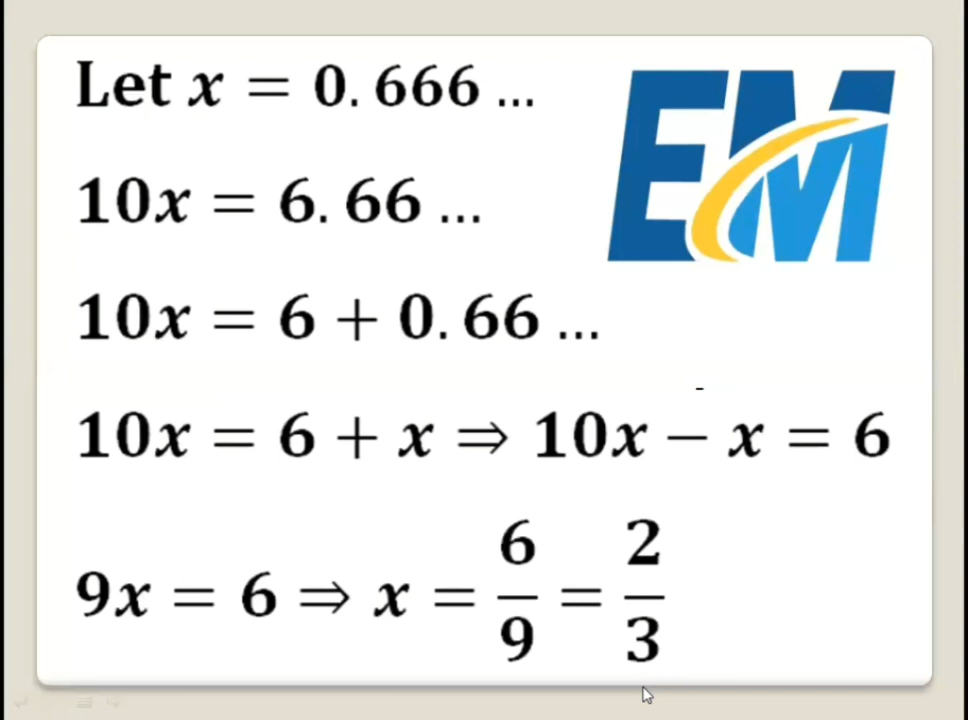 Let x = 0.666 ...
EM
10x = 6.66 ...
10x = 6 + 0.66 ...
10x = 6 + x ⇒ 10x − x = 6
9x = 6 ⇒ x = 6/9 = 2/3